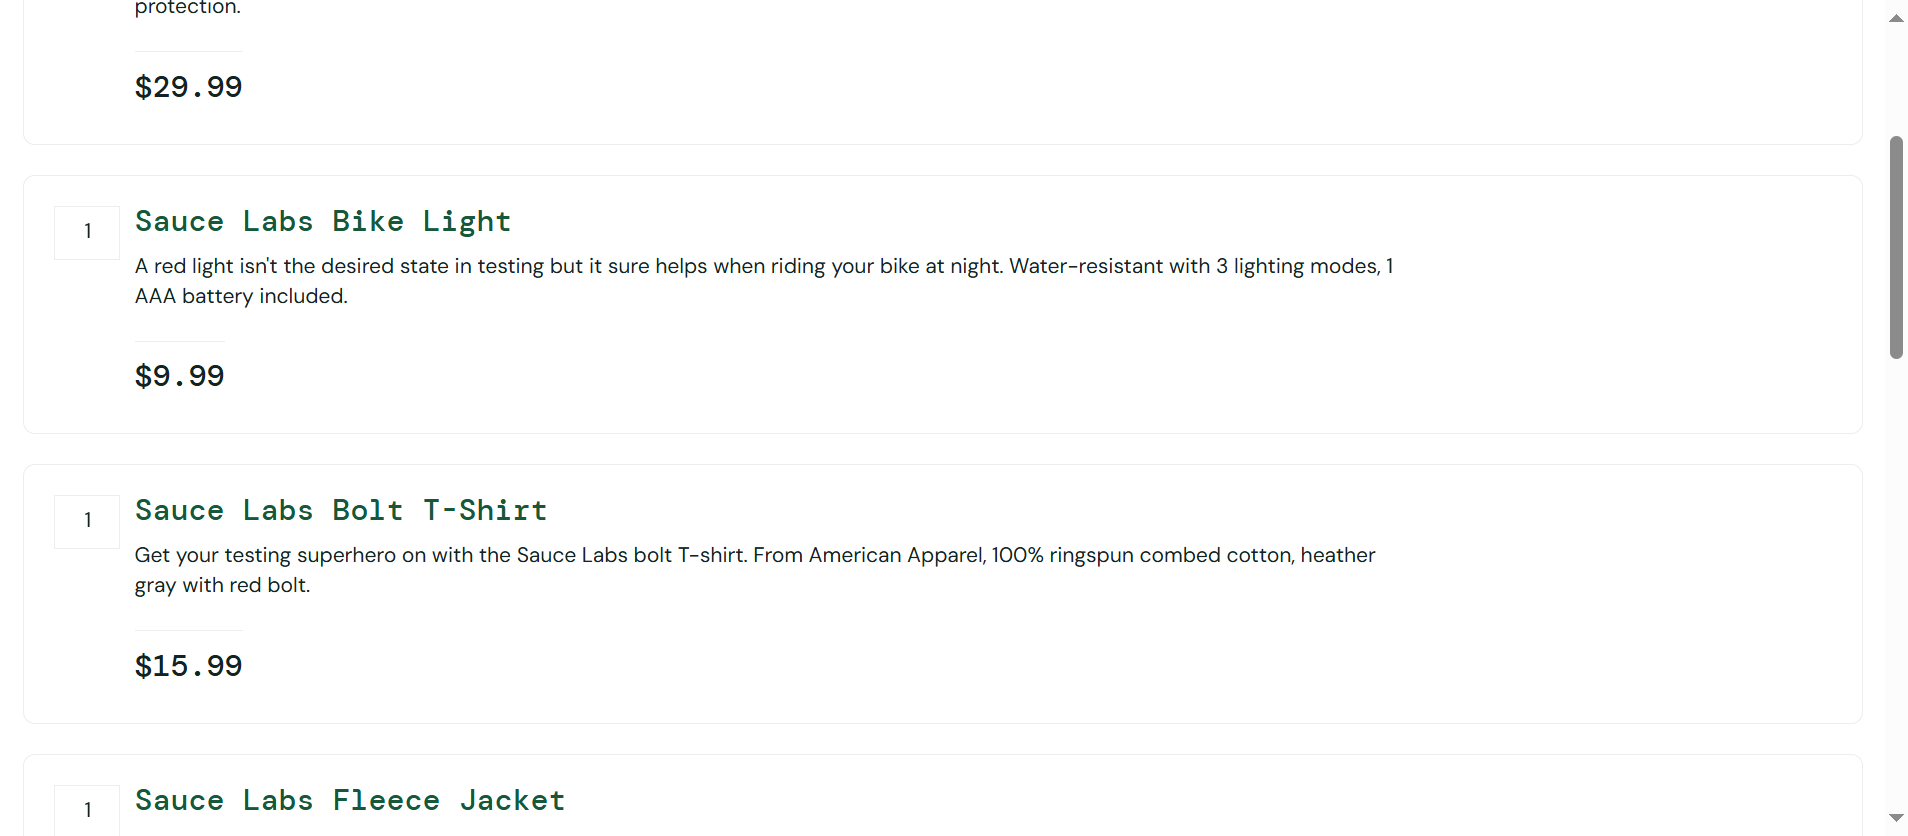 protection.
$29.99
1
Sauce Labs Bike Light
A red light isn't the desired state in testing but it sure helps when riding your bike at night. Water-resistant with 3 lighting modes, 1
AAA battery included.
$9.99
1
Sauce Labs Bolt T-Shirt
Get your testing superhero on with the Sauce Labs bolt T-shirt. From American Apparel, 100% ringspun combed cotton, heather
gray with red bolt.
$15.99
1
Sauce Labs Fleece Jacket